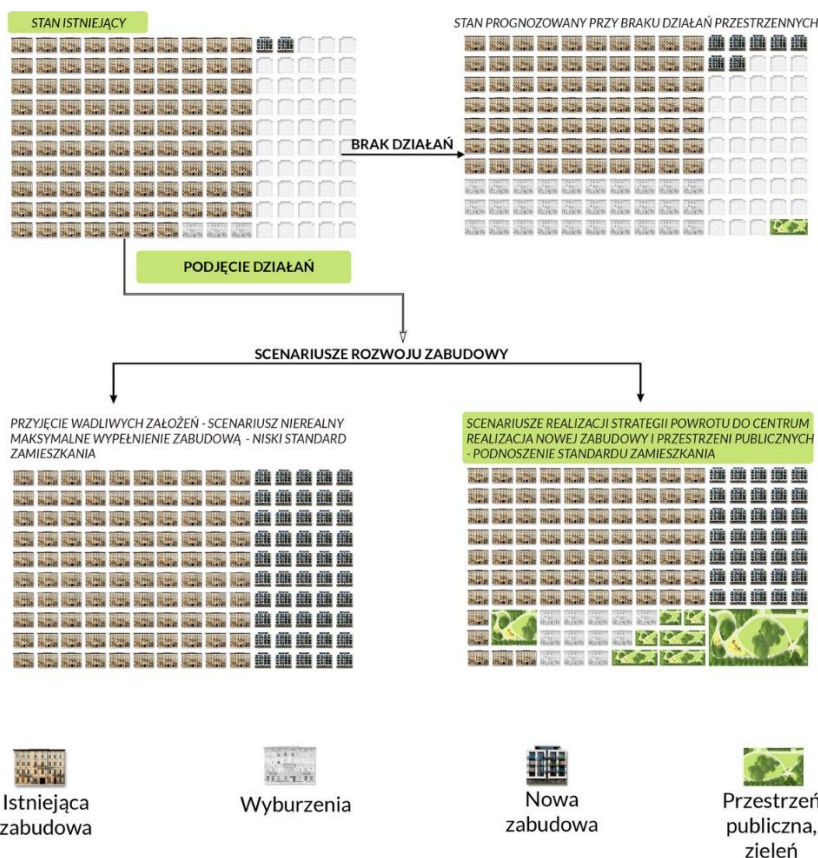 STAN ISTNIEJĄCY
STAN PROGNOZOWANY PRZY BRAKU DZIAŁAŃ PRZESTRZENNYCH
BRAK DZIAŁAŃ
PODJĘCIE DZIAŁAŃ
SCENARIUSZE ROZWOJU ZABUDOWY
PRZYJĘCIE WADLIWYCH ZAŁOŻEŃ - SCENARIUSZ NIEREALNY
MAKSYMALNE WYPEŁNIENIE ZABUDOWĄ - NISKI STANDARD
ZAMIESZKANIA
SCENARIUSZE REALIZACJI STRATEGII POWROTU DO CENTRUM
REALIZACJA NOWEJ ZABUDOWY I PRZESTRZENI PUBLICZNYCH
- PODNOSZENIE STANDARDU ZAMIESZKANIA
Istniejąca
zabudowa
Wyburzenia
Nowa
zabudowa
Przestrzeń
publiczna,
zieleń